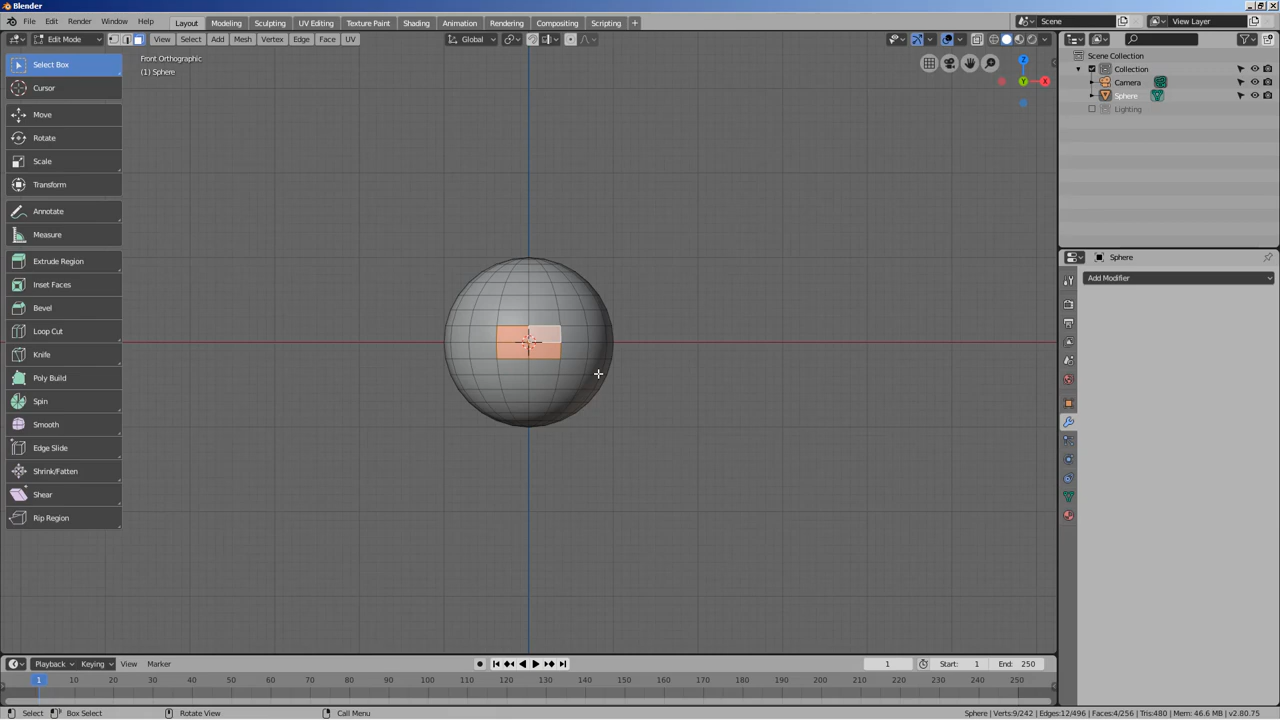 Blender
File Edit Render Window Help
Layout Modeling Sculpting UV Editing Texture Paint Shading Animation Rendering Compositing Scripting +
Scene View Layer
Edit Mode View Select Add Mesh Vertex Edge Face UV Global
Select Box
Cursor
Move
Rotate
Scale
Transform
Annotate
Measure
Extrude Region
Inset Faces
Bevel
Loop Cut
Knife
Poly Build
Spin
Smooth
Edge Slide
Shrink/Fatten
Shear
Rip Region
Front Orthographic
(1) Sphere
Z
Y
X
Scene Collection
Collection
Camera
Sphere
Lighting
Sphere
Add Modifier
Playback Keying View Marker 1 Start: 1 End: 250
1 10 20 30 40 50 60 70 80 90 100 110 120 130 140 150 160 170 180 190 200 210 220 230 240 250
Select Box Select Rotate View Call Menu Sphere | Verts:9/242 | Edges:12/496 | Faces:4/256 | Tris:480 | Mem: 46.6 MB | v2.80.75